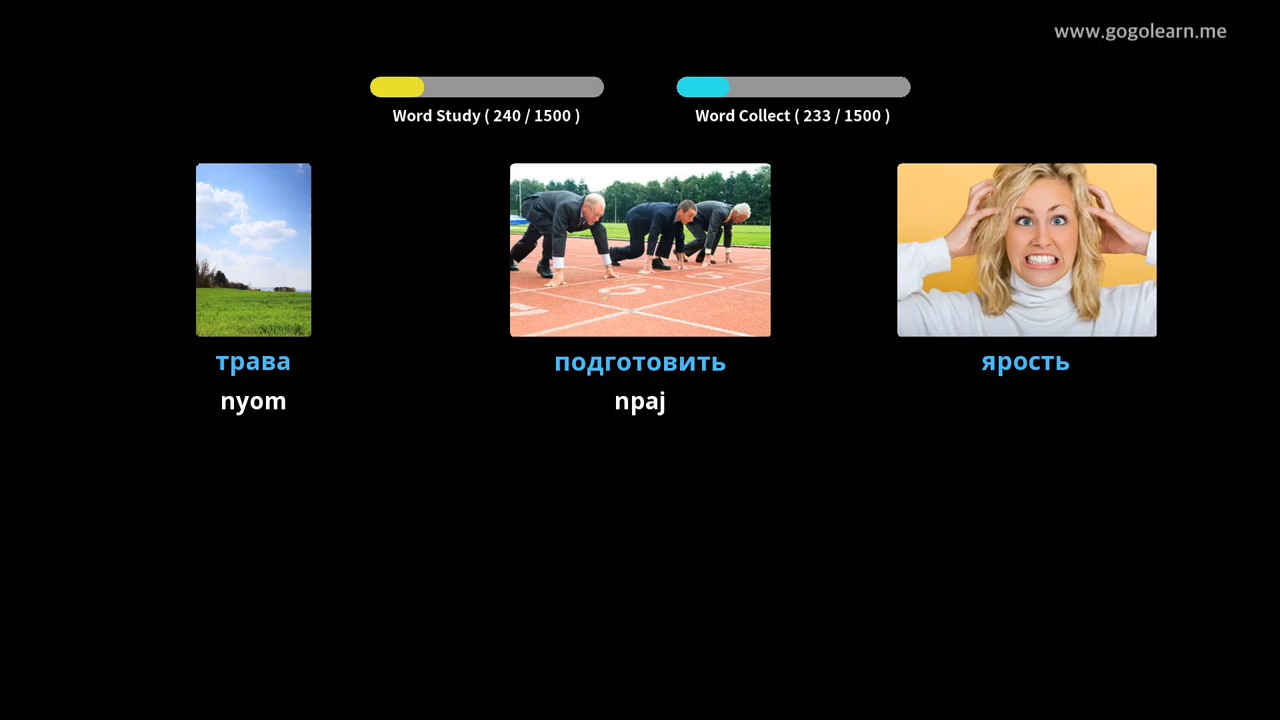 www.gogolearn.me
Word Study ( 240 / 1500 )
Word Collect ( 233 / 1500 )
трава
nyom
подготовить
npaj
ярость